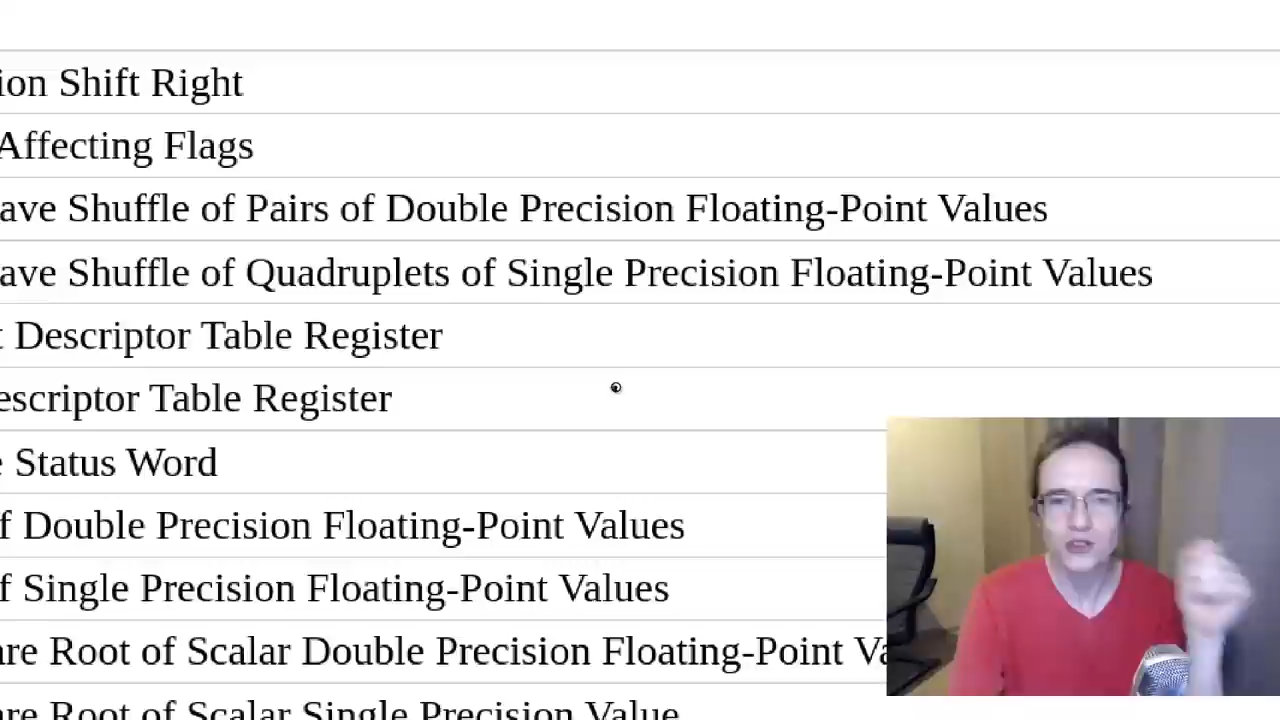 ion Shift Right
Affecting Flags
ave Shuffle of Pairs of Double Precision Floating-Point Values
ave Shuffle of Quadruplets of Single Precision Floating-Point Values
t Descriptor Table Register
escriptor Table Register
e Status Word
f Double Precision Floating-Point Values
f Single Precision Floating-Point Values
are Root of Scalar Double Precision Floating-Point Va
are Root of Scalar Single Precision Value